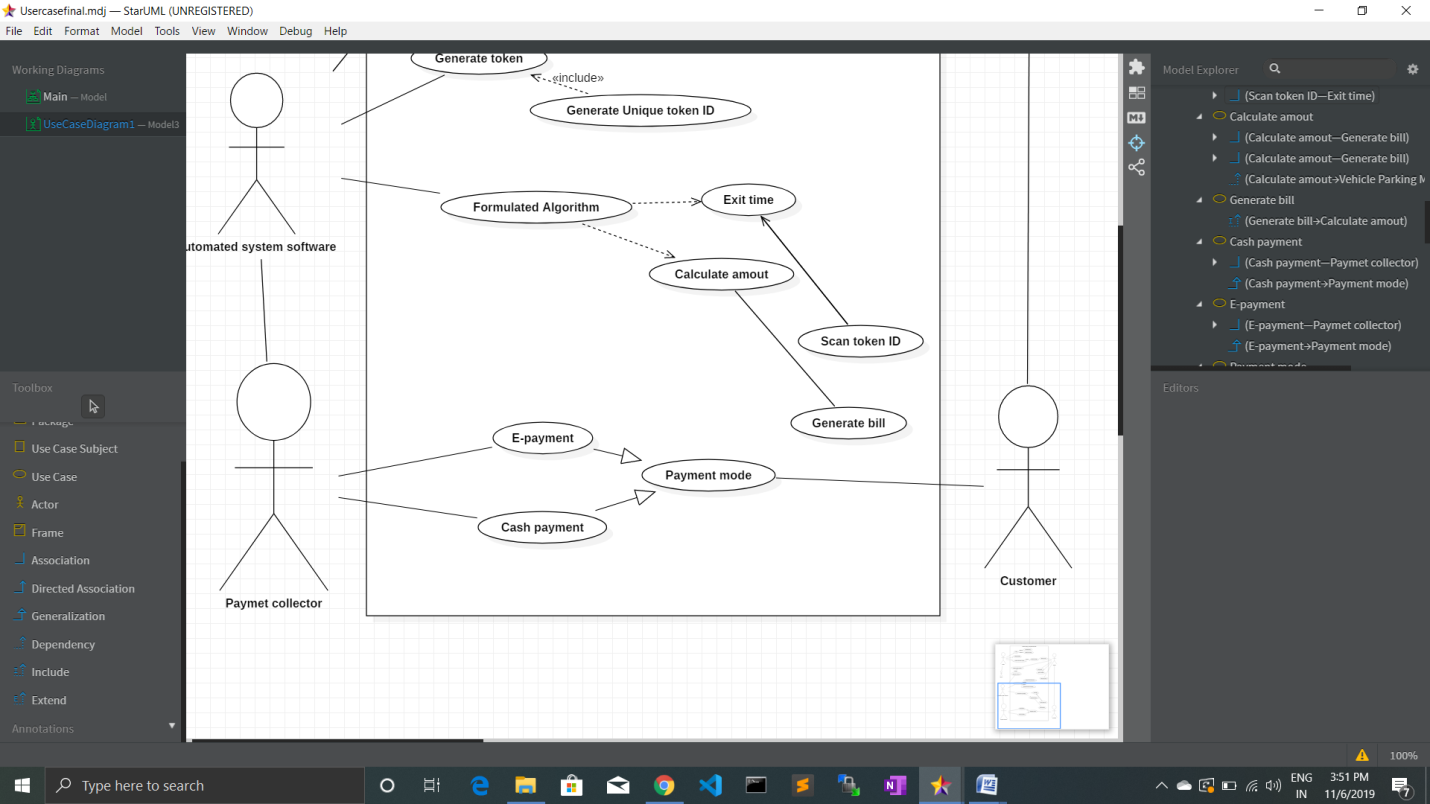 Usercasefinal.mdj — StarUML (UNREGISTERED)
File Edit Format Model Tools View Window Debug Help
Working Diagrams
Main — Model
UseCaseDiagram1 — Model3
Toolbox
Package
Use Case Subject
Use Case
Actor
Frame
Association
Directed Association
Generalization
Dependency
Include
Extend
Annotations
Generate token
«include»
Generate Unique token ID
Formulated Algorithm
Exit time
utomated system software
Calculate amout
Scan token ID
Generate bill
E-payment
Payment mode
Cash payment
Customer
Paymet collector
Model Explorer
(Scan token ID—Exit time)
Calculate amout
(Calculate amout—Generate bill)
(Calculate amout—Generate bill)
(Calculate amout→Vehicle Parking M
Generate bill
(Generate bill→Calculate amout)
Cash payment
(Cash payment—Paymet collector)
(Cash payment→Payment mode)
E-payment
(E-payment—Paymet collector)
(E-payment→Payment mode)
Payment mode
Editors
100%
Type here to search
ENG
IN
3:51 PM
11/6/2019
7